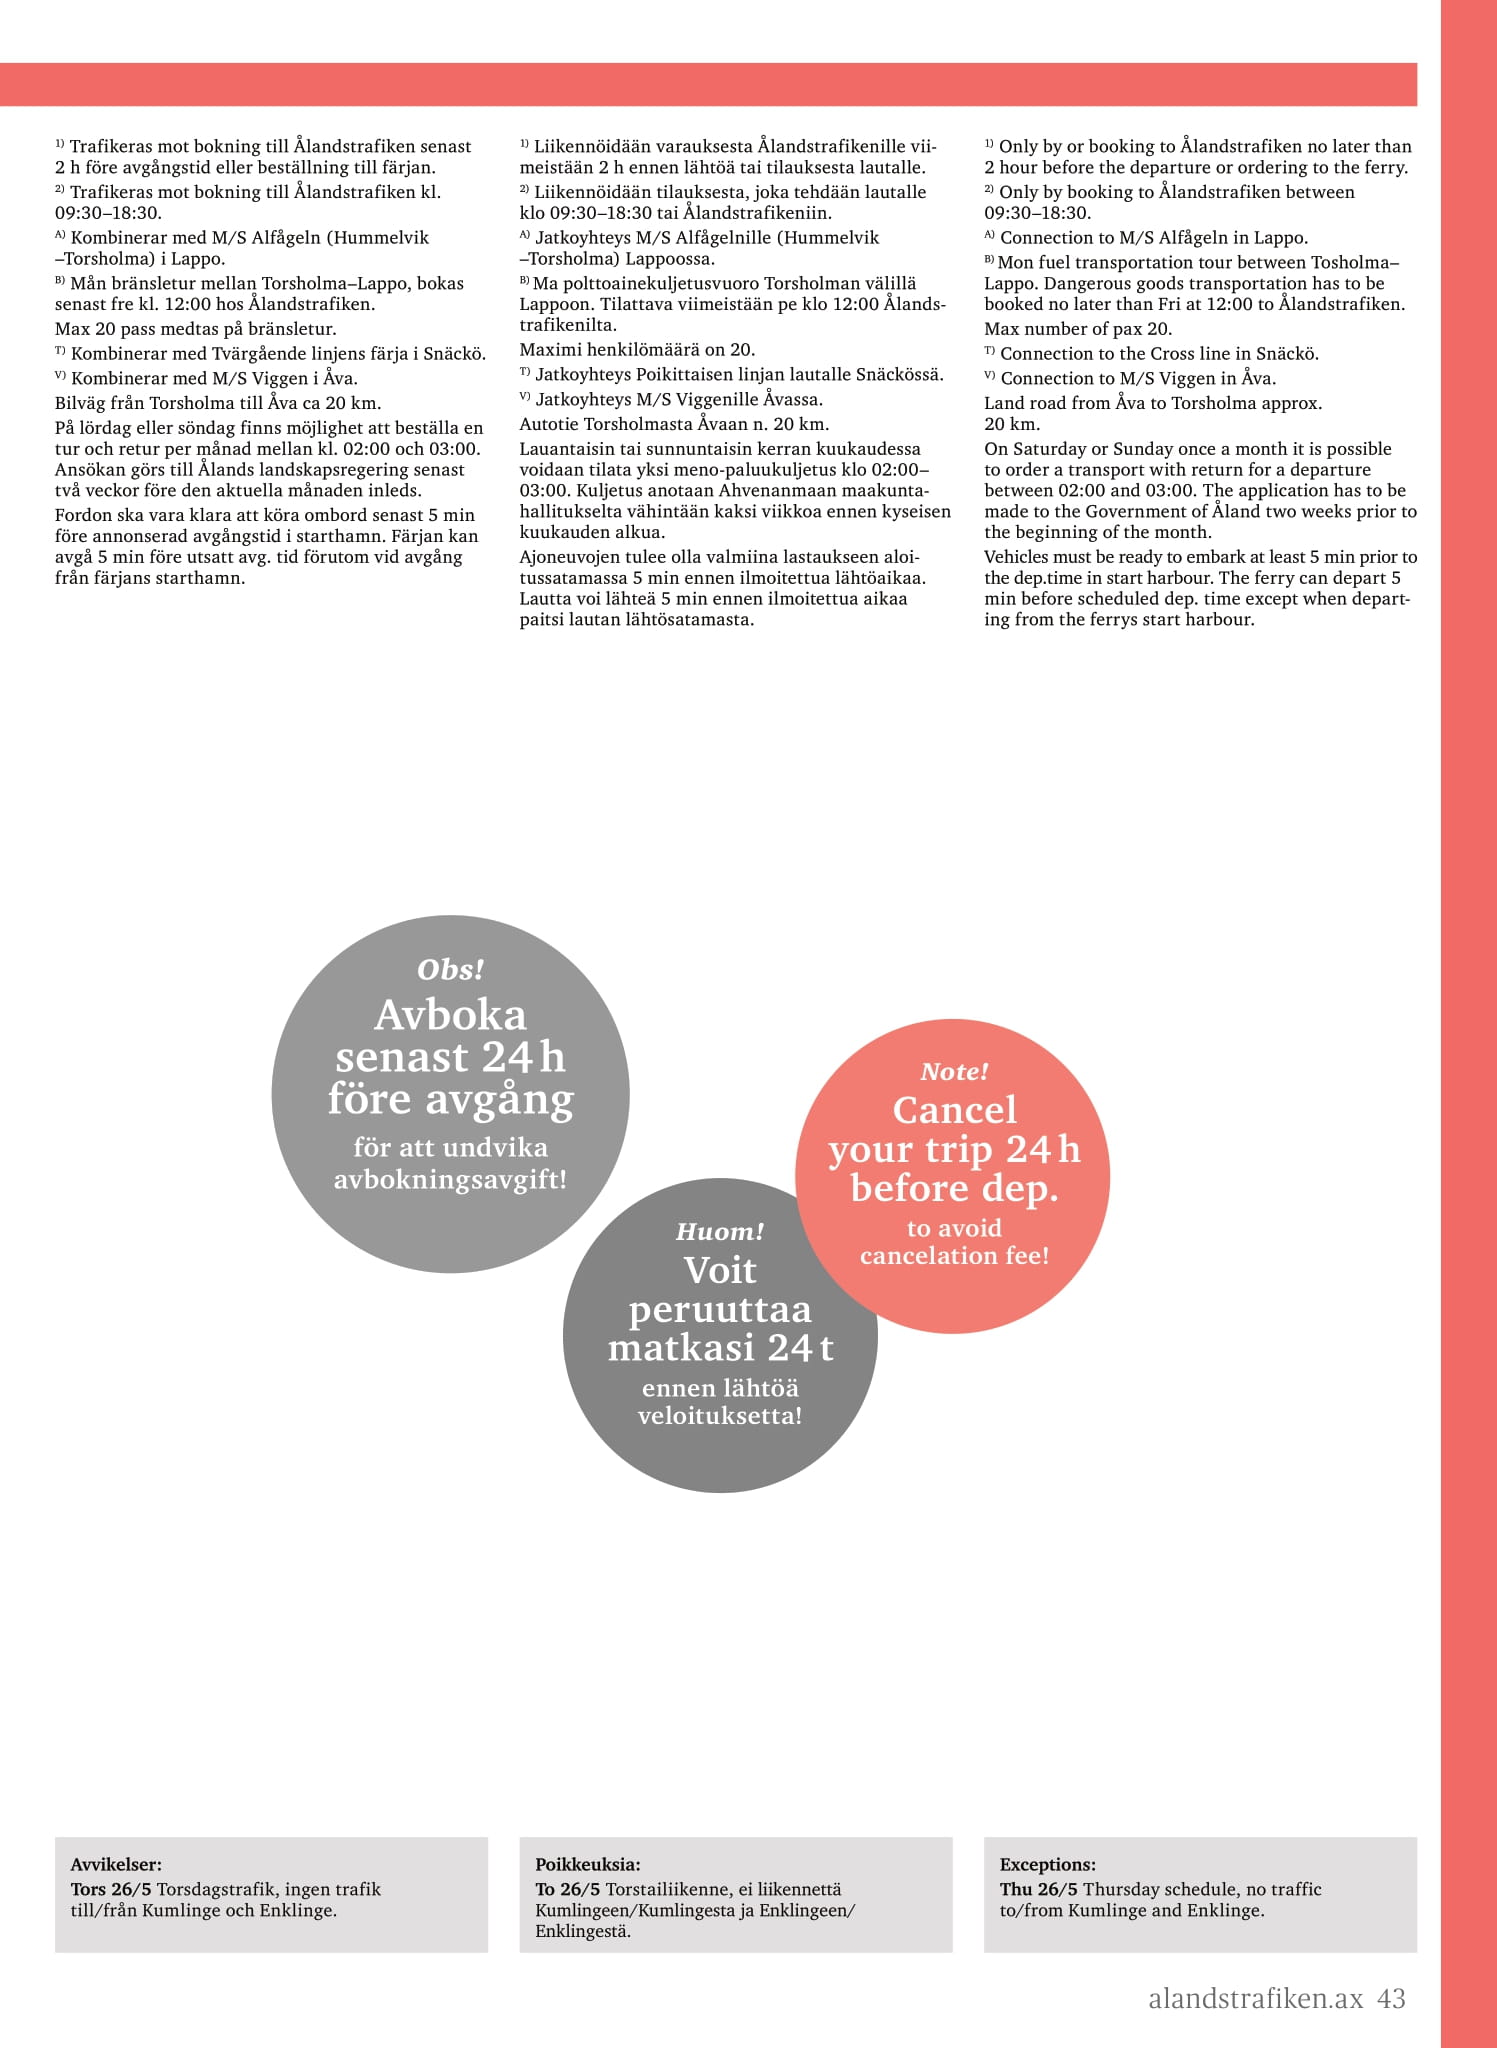 1) Trafikeras mot bokning till Ålandstrafiken senast
2 h före avgångstid eller beställning till färjan.
2) Trafikeras mot bokning till Ålandstrafiken kl.
09:30–18:30.
A) Kombinerar med M/S Alfågeln (Hummelvik
–Torsholma) i Lappo.
B) Mån bränsletur mellan Torsholma–Lappo, bokas
senast fre kl. 12:00 hos Ålandstrafiken.
Max 20 pass medtas på bränsletur.
T) Kombinerar med Tvärgående linjens färja i Snäckö.
V) Kombinerar med M/S Viggen i Åva.
Bilväg från Torsholma till Åva ca 20 km.
På lördag eller söndag finns möjlighet att beställa en
tur och retur per månad mellan kl. 02:00 och 03:00.
Ansökan görs till Ålands landskapsregering senast
två veckor före den aktuella månaden inleds.
Fordon ska vara klara att köra ombord senast 5 min
före annonserad avgångstid i starthamn. Färjan kan
avgå 5 min före utsatt avg. tid förutom vid avgång
från färjans starthamn.
1) Liikennöidään varauksesta Ålandstrafikenille vii-
meistään 2 h ennen lähtöä tai tilauksesta lautalle.
2) Liikennöidään tilauksesta, joka tehdään lautalle
klo 09:30–18:30 tai Ålandstrafikeniin.
A) Jatkoyhteys M/S Alfågelnille (Hummelvik
–Torsholma) Lappoossa.
B) Ma polttoainekuljetusvuoro Torsholman välillä
Lappoon. Tilattava viimeistään pe klo 12:00 Ålands-
trafikenilta.
Maximi henkilömäärä on 20.
T) Jatkoyhteys Poikittaisen linjan lautalle Snäckössä.
V) Jatkoyhteys M/S Viggenille Åvassa.
Autotie Torsholmasta Åvaan n. 20 km.
Lauantaisin tai sunnuntaisin kerran kuukaudessa
voidaan tilata yksi meno-paluukuljetus klo 02:00–
03:00. Kuljetus anotaan Ahvenanmaan maakunta-
hallitukselta vähintään kaksi viikkoa ennen kyseisen
kuukauden alkua.
Ajoneuvojen tulee olla valmiina lastaukseen aloi-
tussatamassa 5 min ennen ilmoitettua lähtöaikaa.
Lautta voi lähteä 5 min ennen ilmoitettua aikaa
paitsi lautan lähtösatamasta.
1) Only by or booking to Ålandstrafiken no later than
2 hour before the departure or ordering to the ferry.
2) Only by booking to Ålandstrafiken between
09:30–18:30.
A) Connection to M/S Alfågeln in Lappo.
B) Mon fuel transportation tour between Tosholma–
Lappo. Dangerous goods transportation has to be
booked no later than Fri at 12:00 to Ålandstrafiken.
Max number of pax 20.
T) Connection to the Cross line in Snäckö.
V) Connection to M/S Viggen in Åva.
Land road from Åva to Torsholma approx.
20 km.
On Saturday or Sunday once a month it is possible
to order a transport with return for a departure
between 02:00 and 03:00. The application has to be
made to the Government of Åland two weeks prior to
the beginning of the month.
Vehicles must be ready to embark at least 5 min prior to
the dep.time in start harbour. The ferry can depart 5
min before scheduled dep. time except when depart-
ing from the ferrys start harbour.
Obs!
Avboka
senast 24 h
före avgång
för att undvika
avbokningsavgift!
Note!
Cancel
your trip 24 h
before dep.
to avoid
cancelation fee!
Huom!
Voit
peruuttaa
matkasi 24 t
ennen lähtöä
veloituksetta!
Avvikelser:
Tors 26/5 Torsdagstrafik, ingen trafik
till/från Kumlinge och Enklinge.
Poikkeuksia:
To 26/5 Torstailiikenne, ei liikennettä
Kumlingeen/Kumlingesta ja Enklingeen/
Enklingestä.
Exceptions:
Thu 26/5 Thursday schedule, no traffic
to/from Kumlinge and Enklinge.
alandstrafiken.ax 43